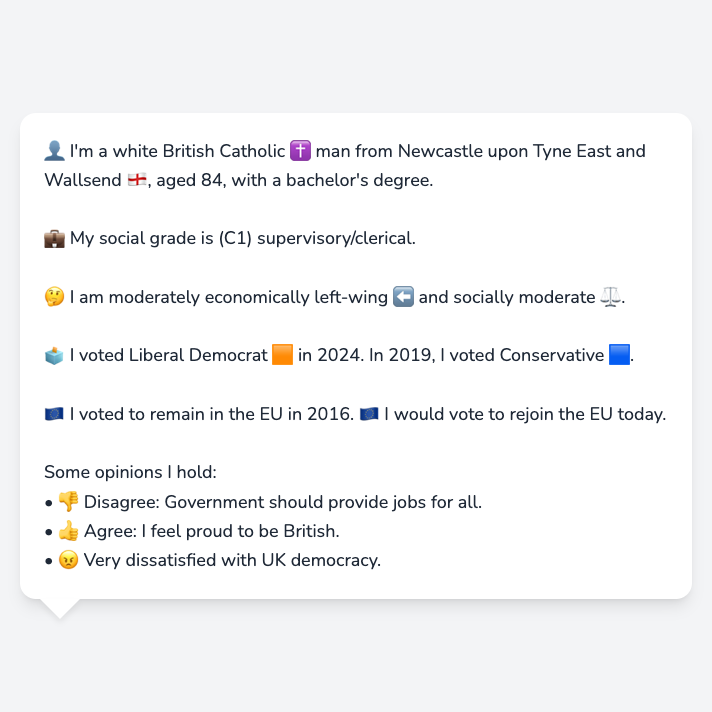 👤 I'm a white British Catholic ✝️ man from Newcastle upon Tyne East and
Wallsend 🏴󠁧󠁢󠁥󠁮󠁧󠁿, aged 84, with a bachelor's degree.
💼 My social grade is (C1) supervisory/clerical.
🤔 I am moderately economically left-wing ⬅️ and socially moderate ⚖️.
🗳️ I voted Liberal Democrat 🟧 in 2024. In 2019, I voted Conservative 🟦.
🇪🇺 I voted to remain in the EU in 2016. 🇪🇺 I would vote to rejoin the EU today.
Some opinions I hold:
• 👎 Disagree: Government should provide jobs for all.
• 👍 Agree: I feel proud to be British.
• 😠 Very dissatisfied with UK democracy.